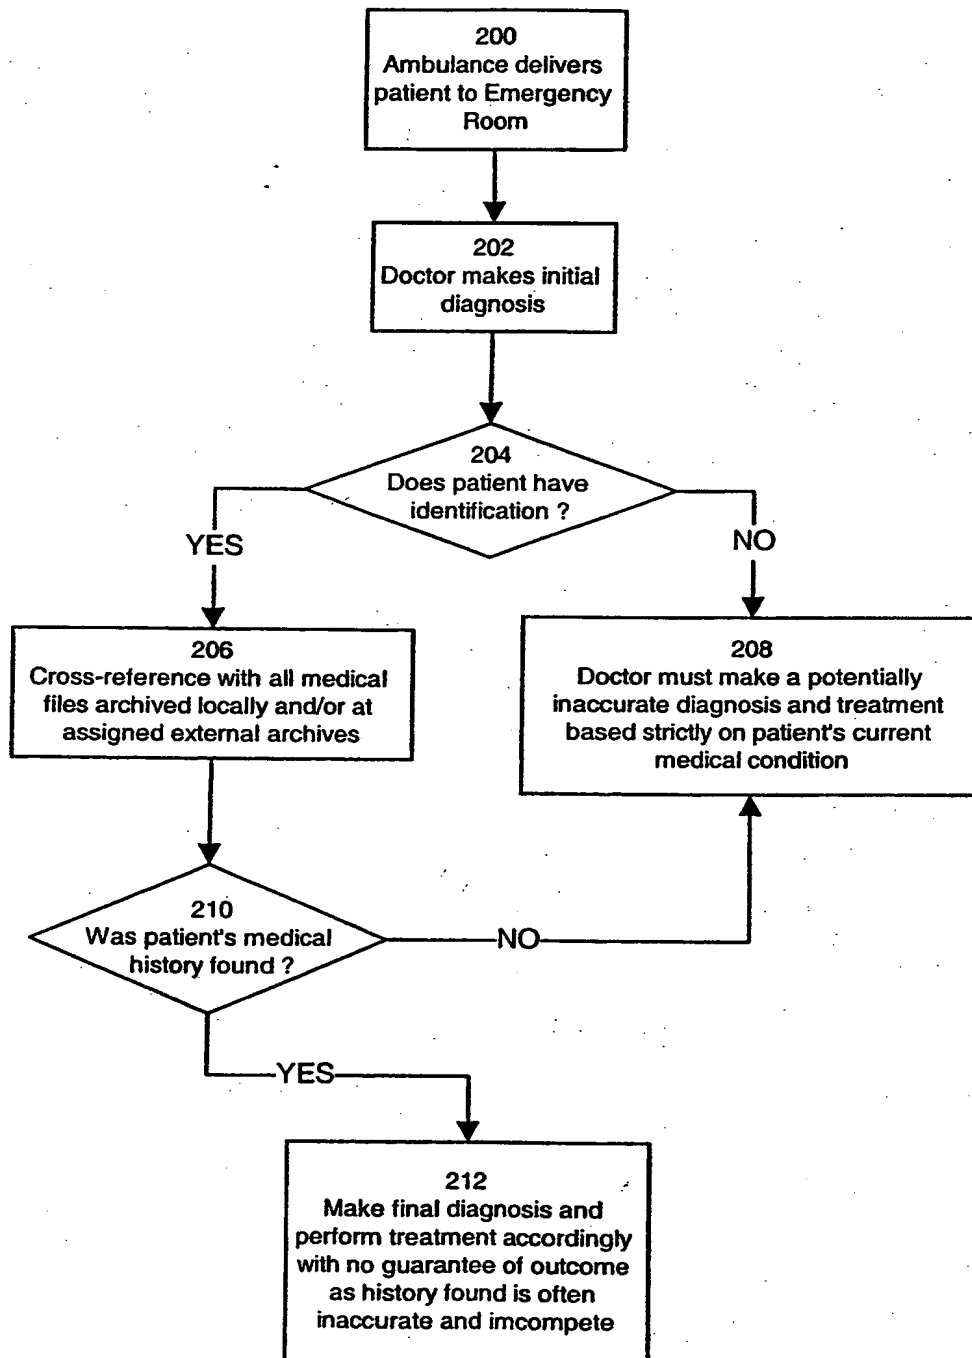 200
Ambulance delivers
patient to Emergency
Room
202
Doctor makes initial
diagnosis
204
Does patient have
identification ?
YES
NO
206
Cross-reference with all medical
files archived locally and/or at
assigned external archives
208
Doctor must make a potentially
inaccurate diagnosis and treatment
based strictly on patient's current
medical condition
210
Was patient's medical
history found ?
NO
YES
212
Make final diagnosis and
perform treatment accordingly
with no guarantee of outcome
as history found is often
inaccurate and imcompete